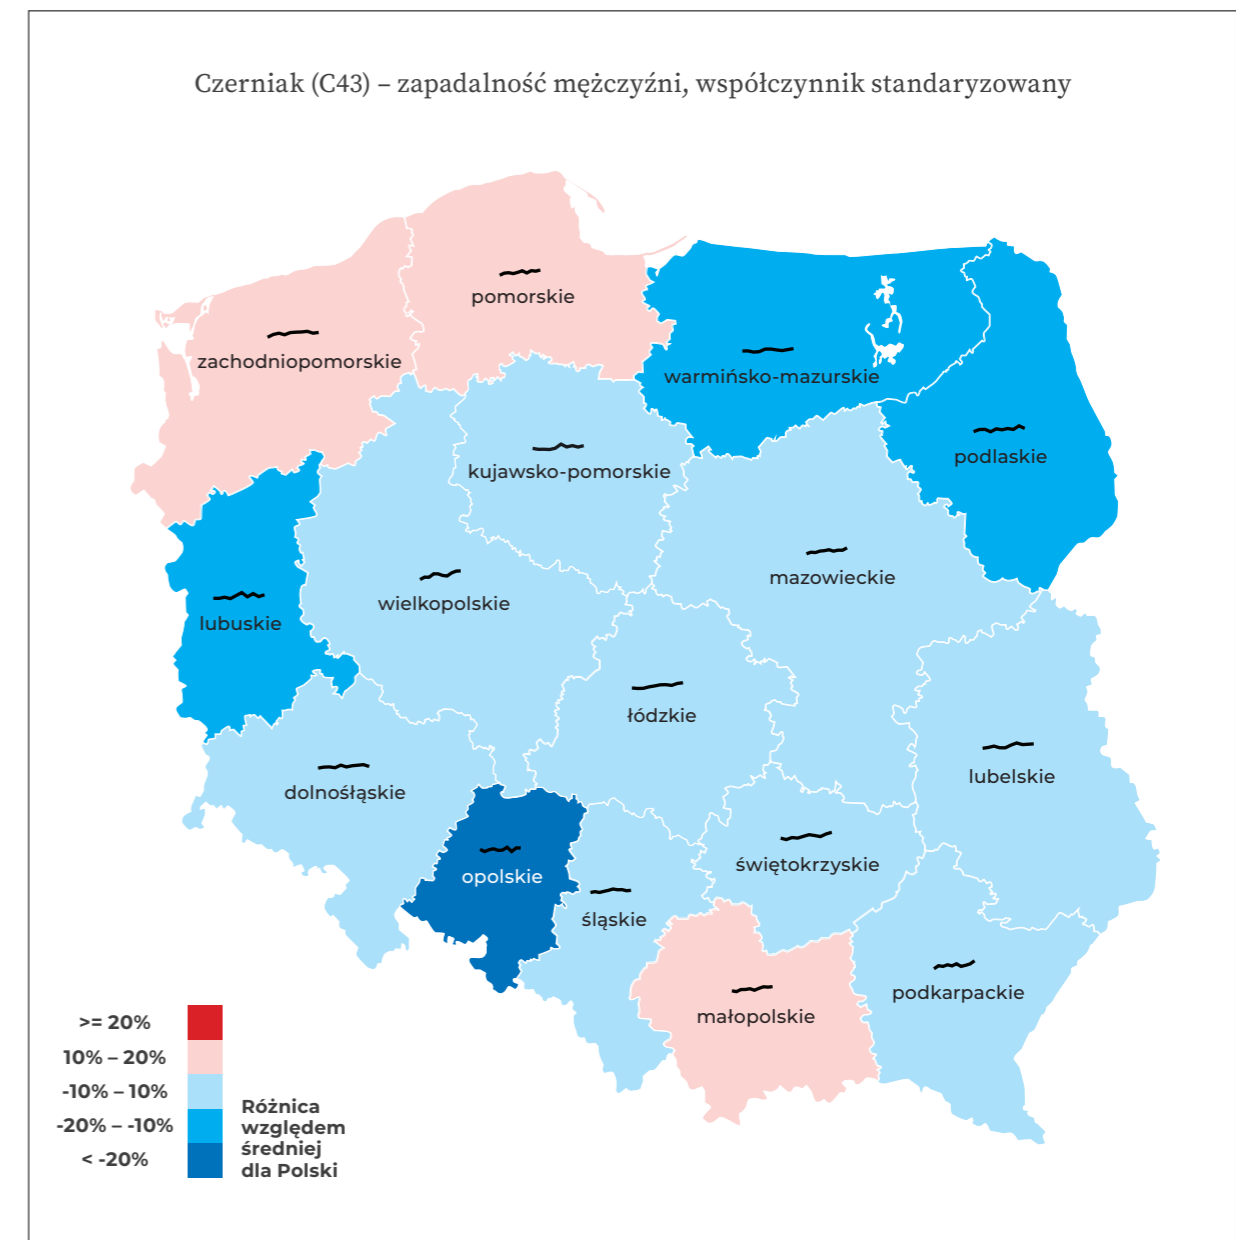 Czerniak (C43) – zapadalność mężczyźni, współczynnik standaryzowany
pomorskie
zachodniopomorskie
warmińsko-mazurskie
podlaskie
kujawsko-pomorskie
mazowieckie
wielkopolskie
lubuskie
łódzkie
lubelskie
dolnośląskie
świętokrzyskie
opolskie
śląskie
podkarpackie
małopolskie
>= 20%
10% – 20%
-10% – 10%
-20% – -10%
< -20%
Różnica
względem
średniej
dla Polski